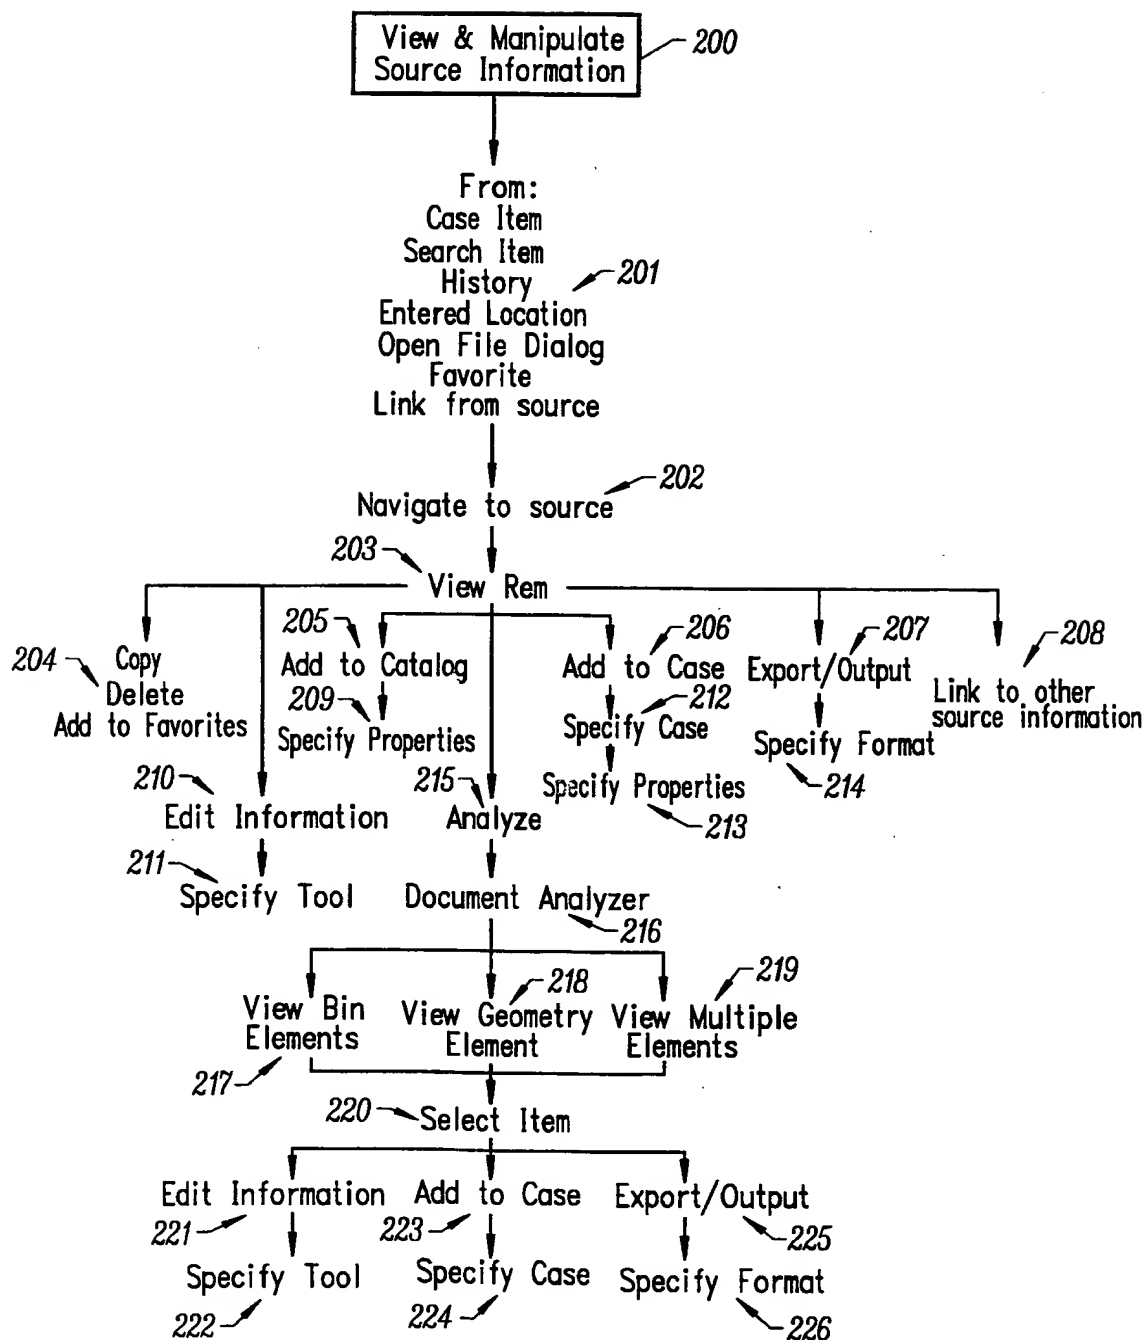 View & Manipulate
Source Information
200
From:
Case Item
Search Item
History
201
Entered Location
Open File Dialog
Favorite
Link from source
202
Navigate to source
203
View Rem
204
Copy
Delete
Add to Favorites
205
Add to Catalog
209
Specify Properties
206
Add to Case
212
Specify Case
Specify Properties
213
207
Export/Output
Specify Format
214
208
Link to other
source information
210
Edit Information
211
Specify Tool
215
Analyze
Document Analyzer
216
View Bin
Elements
217
218
View Geometry
Element
219
View Multiple
Elements
220
Select Item
Edit Information
221
Specify Tool
222
Add to Case
223
Specify Case
224
Export/Output
225
Specify Format
226